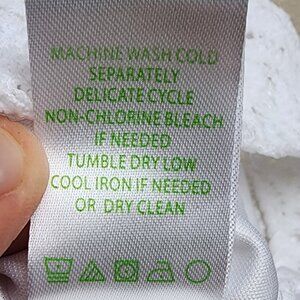 MACHINE WASH COLD
SEPARATELY
DELICATE CYCLE
NON-CHLORINE BLEACH
IF NEEDED
TUMBLE DRY LOW
COOL IRON IF NEEDED
OR DRY CLEAN